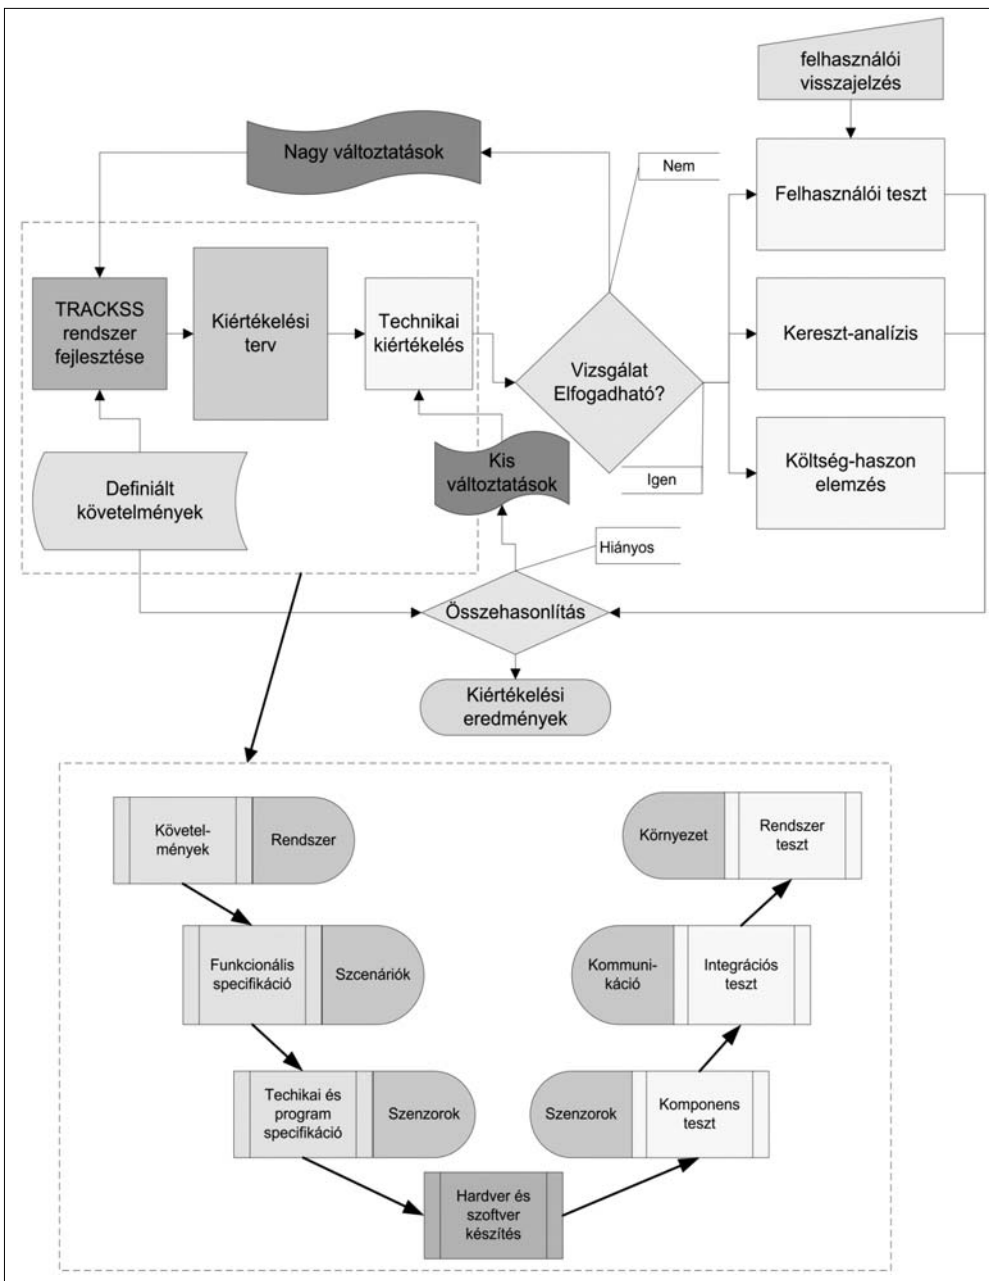 felhasználói
visszajelzés
Nagy változtatások
Nem
Felhasználói teszt
TRACKSS
rendszer
fejlesztése
Kiértékelési
terv
Technikai
kiértékelés
Vizsgálat
Elfogadható?
Kereszt-analízis
Definiált
követelmények
Kis
változtatások
Igen
Költség-haszon
elemzés
Hiányos
Összehasonlítás
Kiértékelési
eredmények
Követel-
mények
Rendszer
Környezet
Rendszer
teszt
Funkcionális
specifikáció
Szcenáriók
Kommuni-
káció
Integrációs
teszt
Techikai és
program
specifikáció
Szenzorok
Szenzorok
Komponens
teszt
Hardver és
szoftver
készítés